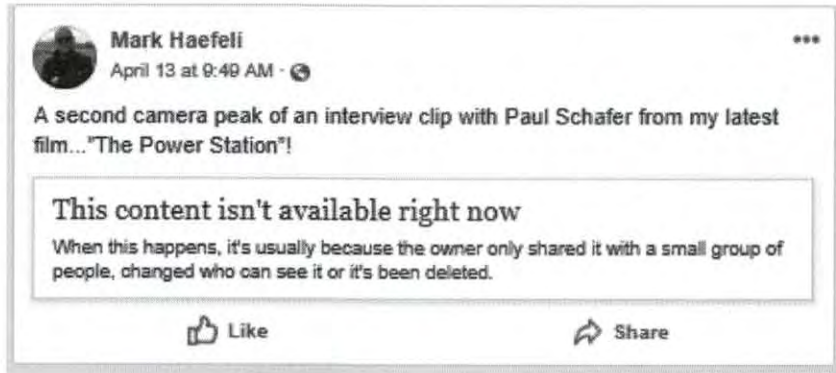 Mark Haefeli
April 13 at 9:49 AM ·
A second camera peak of an interview clip with Paul Schafer from my latest
film..."The Power Station"!
This content isn't available right now
When this happens, it's usually because the owner only shared it with a small group of
people, changed who can see it or it's been deleted.
Like
Share